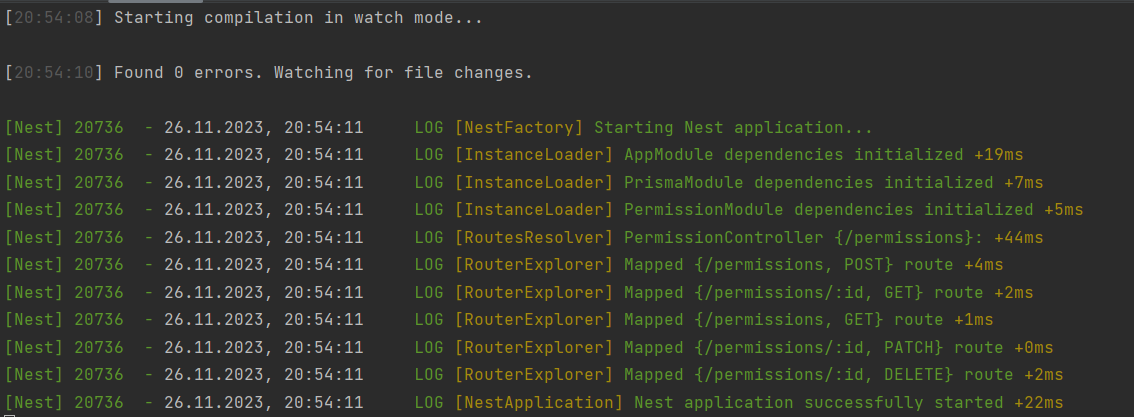 [20:54:08] Starting compilation in watch mode...
[20:54:10] Found 0 errors. Watching for file changes.
[Nest] 20736  - 26.11.2023, 20:54:11     LOG [NestFactory] Starting Nest application...
[Nest] 20736  - 26.11.2023, 20:54:11     LOG [InstanceLoader] AppModule dependencies initialized +19ms
[Nest] 20736  - 26.11.2023, 20:54:11     LOG [InstanceLoader] PrismaModule dependencies initialized +7ms
[Nest] 20736  - 26.11.2023, 20:54:11     LOG [InstanceLoader] PermissionModule dependencies initialized +5ms
[Nest] 20736  - 26.11.2023, 20:54:11     LOG [RoutesResolver] PermissionController {/permissions}: +44ms
[Nest] 20736  - 26.11.2023, 20:54:11     LOG [RouterExplorer] Mapped {/permissions, POST} route +4ms
[Nest] 20736  - 26.11.2023, 20:54:11     LOG [RouterExplorer] Mapped {/permissions/:id, GET} route +2ms
[Nest] 20736  - 26.11.2023, 20:54:11     LOG [RouterExplorer] Mapped {/permissions, GET} route +1ms
[Nest] 20736  - 26.11.2023, 20:54:11     LOG [RouterExplorer] Mapped {/permissions/:id, PATCH} route +0ms
[Nest] 20736  - 26.11.2023, 20:54:11     LOG [RouterExplorer] Mapped {/permissions/:id, DELETE} route +2ms
[Nest] 20736  - 26.11.2023, 20:54:11     LOG [NestApplication] Nest application successfully started +22ms